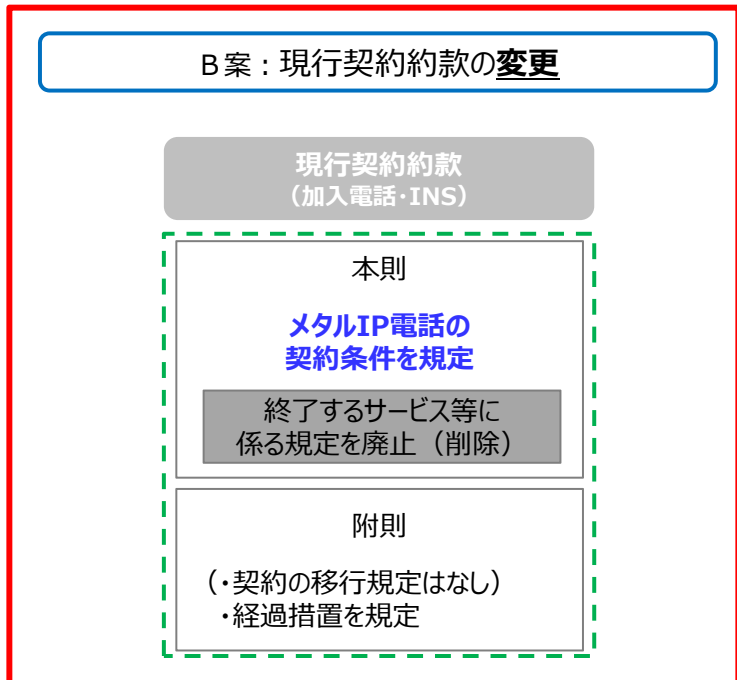 B案：現行契約約款の変更
現行契約約款
（加入電話・INS）
本則
メタルIP電話の
契約条件を規定
終了するサービス等に
係る規定を廃止（削除）
附則
（・契約の移行規定はなし）
・経過措置を規定